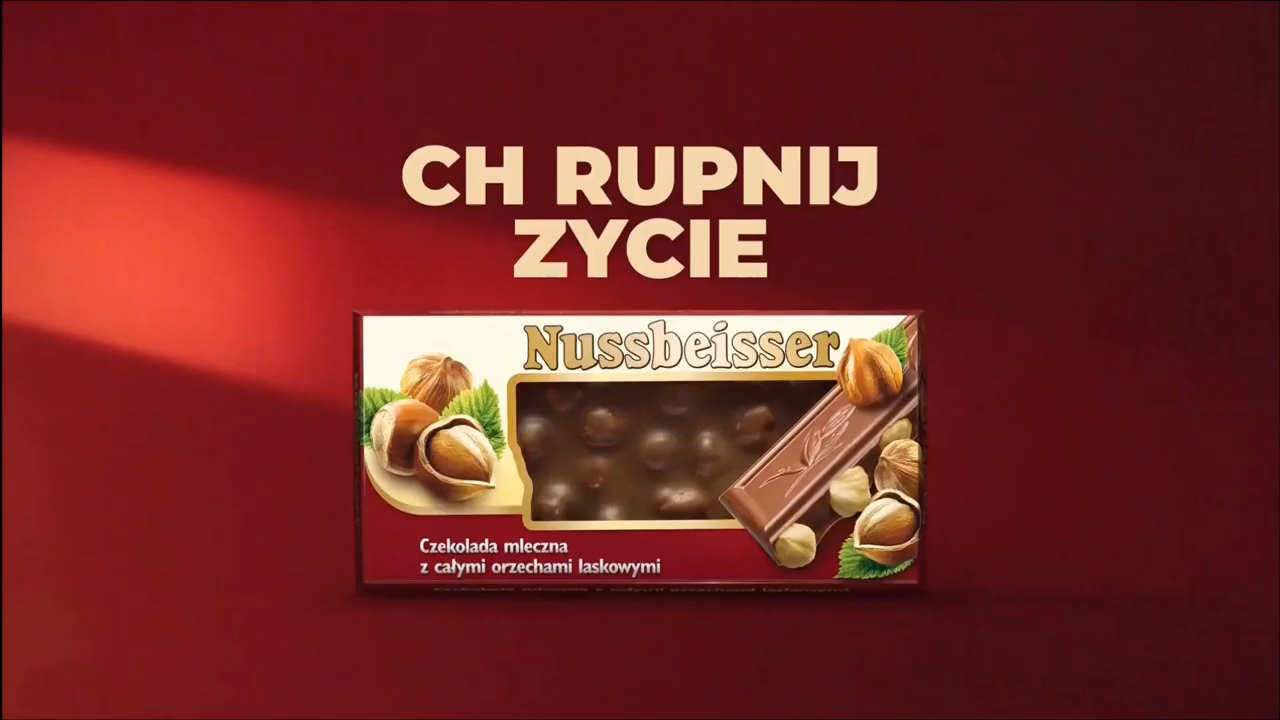 CH RUPNIJ
ZYCIE
Nussbeisser
Czekolada mleczna
z całymi orzechami laskowymi